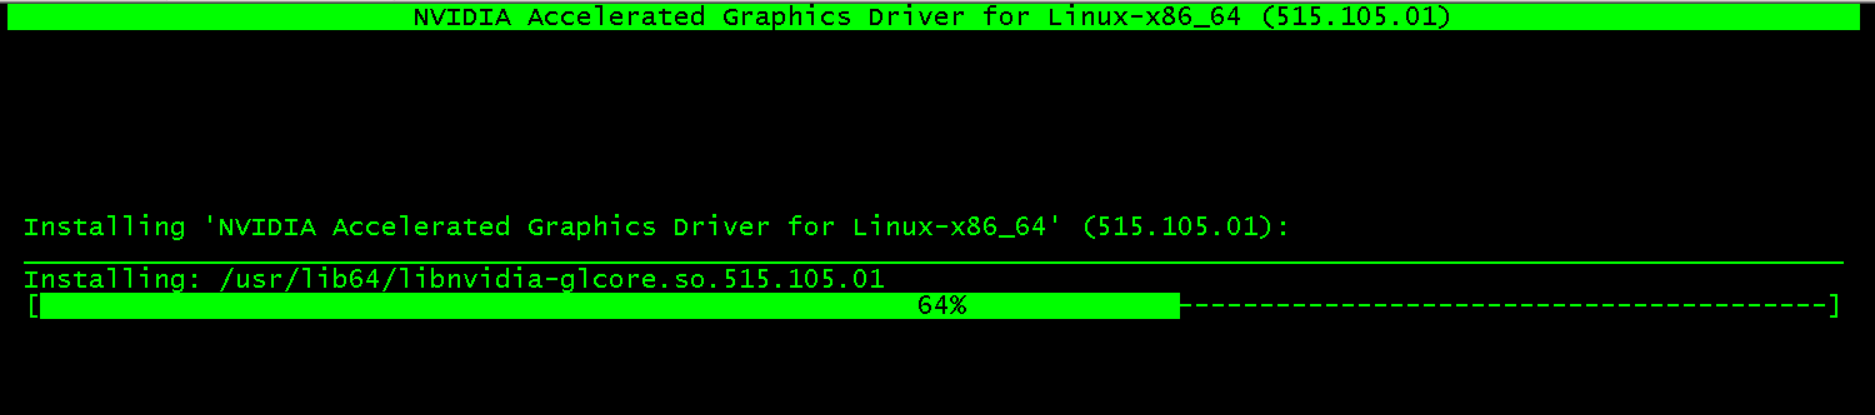 NVIDIA Accelerated Graphics Driver for Linux-x86_64 (515.105.01)
Installing 'NVIDIA Accelerated Graphics Driver for Linux-x86_64' (515.105.01):
Installing: /usr/lib64/libnvidia-glcore.so.515.105.01
[ 64% ----------------------------------------]